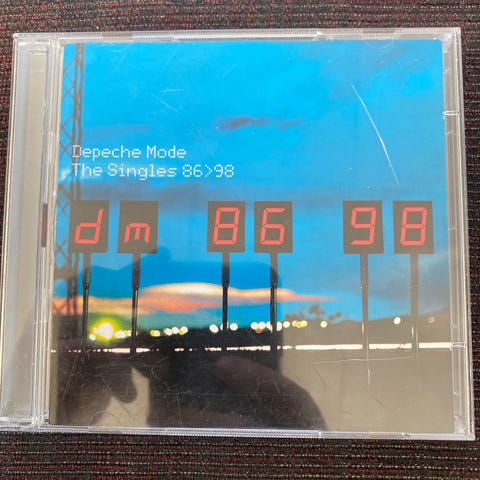 Depeche Mode
The Singles 86>98
dm 86 98